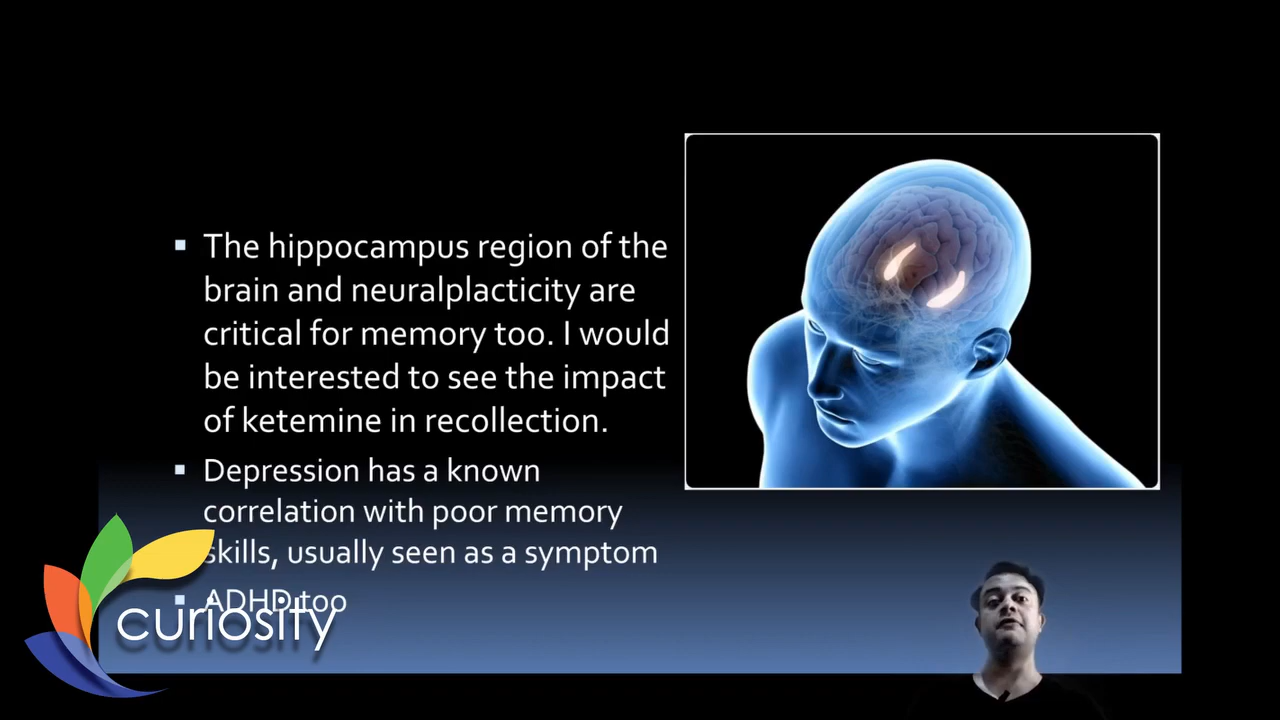 ▪ The hippocampus region of the
brain and neuralplacticity are
critical for memory too. I would
be interested to see the impact
of ketemine in recollection.
▪ Depression has a known
correlation with poor memory
skills, usually seen as a symptom
▪ ADHD too
curiosity